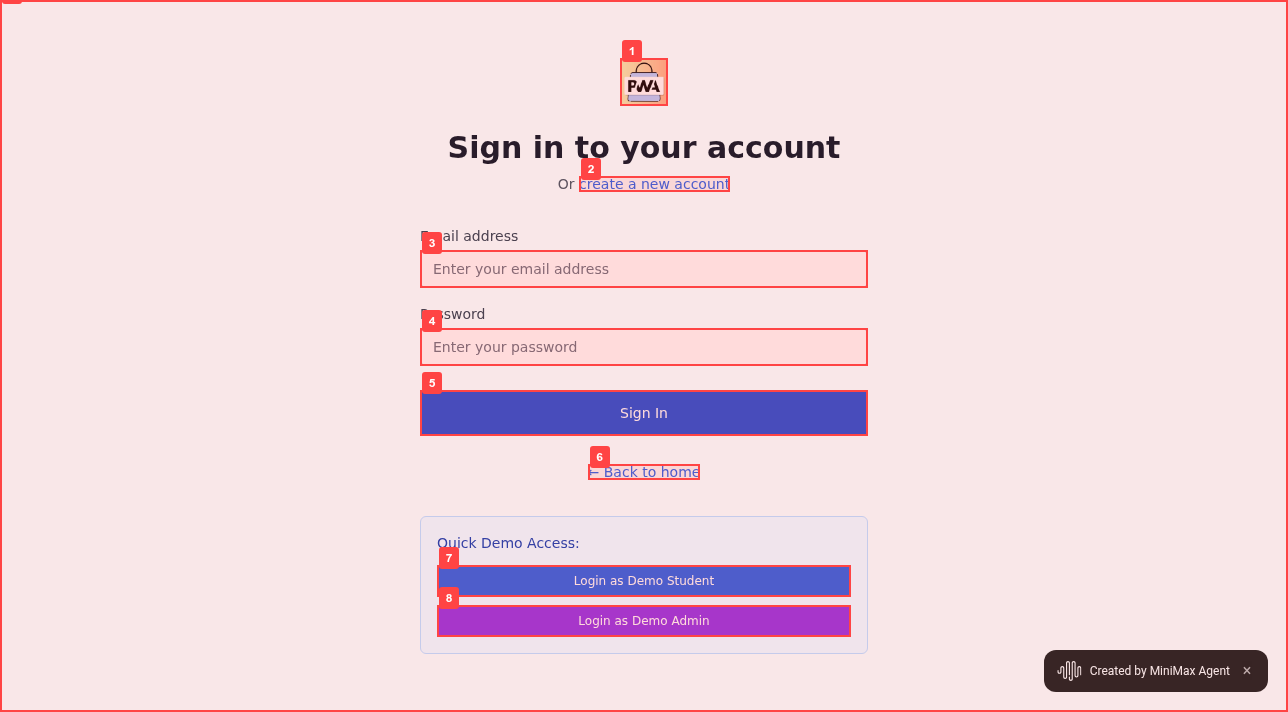 1
PWA
Sign in to your account
2
Or create a new account
Email address
3
Enter your email address
Password
4
Enter your password
5
Sign In
6
← Back to home
Quick Demo Access:
7
Login as Demo Student
8
Login as Demo Admin
Created by MiniMax Agent ×